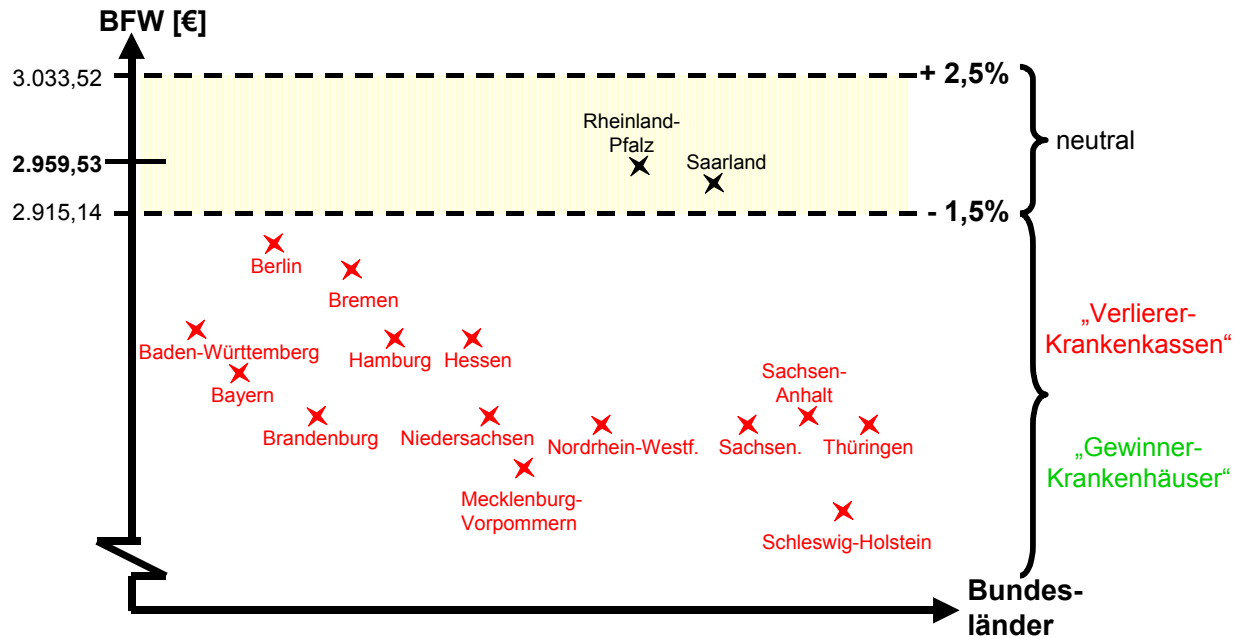 BFW [€]
3.033,52
+ 2,5%
Rheinland-
Pfalz
neutral
2.959,53
Saarland
2.915,14
- 1,5%
Berlin
Bremen
Baden-Württemberg
Hamburg
Hessen
„Verlierer-
Krankenkassen“
Bayern
Sachsen-
Anhalt
Brandenburg
Niedersachsen
Nordrhein-Westf.
Sachsen.
Thüringen
„Gewinner-
Krankenhäuser“
Mecklenburg-
Vorpommern
Schleswig-Holstein
Bundes-
länder